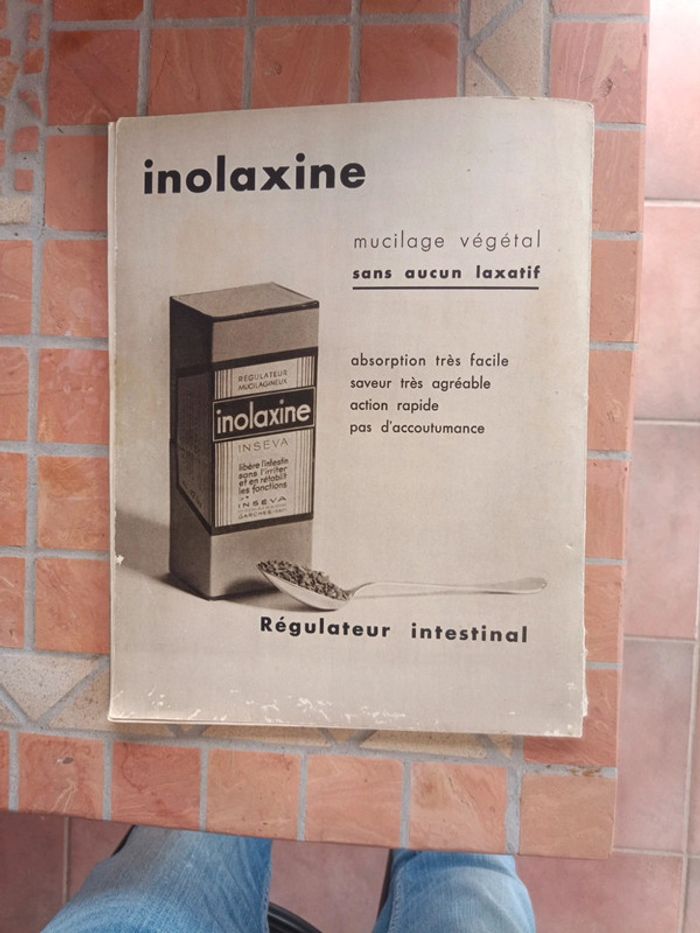 inolaxine
mucilage végétal
sans aucun laxatif
absorption très facile
saveur très agréable
action rapide
pas d'accoutumance
RÉGULATEUR
MUCILAGINEUX
inolaxine
INSEVA
libère l'intestin
sans l'irriter
et en rétablit
les fonctions
INSEVA
GARCHES
Régulateur intestinal